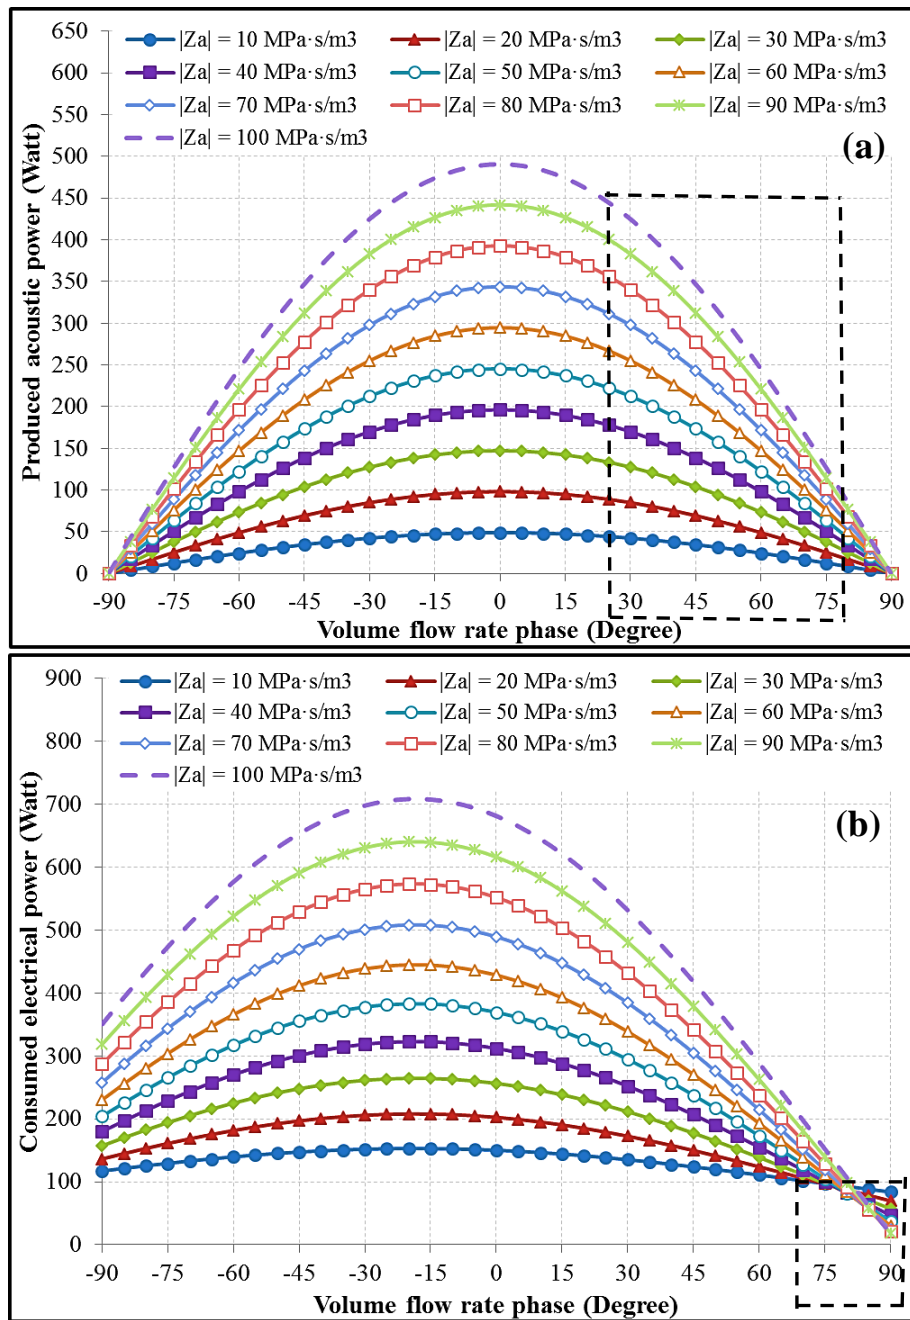 650
600
550
500
450
400
350
300
250
200
150
100
50
0
Produced acoustic power (Watt)
|Za| = 10 MPa·s/m3 |Za| = 20 MPa·s/m3 |Za| = 30 MPa·s/m3
|Za| = 40 MPa·s/m3 |Za| = 50 MPa·s/m3 |Za| = 60 MPa·s/m3
|Za| = 70 MPa·s/m3 |Za| = 80 MPa·s/m3 |Za| = 90 MPa·s/m3
|Za| = 100 MPa·s/m3
(a)
-90 -75 -60 -45 -30 -15 0 15 30 45 60 75 90
Volume flow rate phase (Degree)
900
800
700
600
500
400
300
200
100
0
Consumed electrical power (Watt)
|Za| = 10 MPa·s/m3 |Za| = 20 MPa·s/m3 |Za| = 30 MPa·s/m3
|Za| = 40 MPa·s/m3 |Za| = 50 MPa·s/m3 |Za| = 60 MPa·s/m3
|Za| = 70 MPa·s/m3 |Za| = 80 MPa·s/m3 |Za| = 90 MPa·s/m3
|Za| = 100 MPa·s/m3
(b)
-90 -75 -60 -45 -30 -15 0 15 30 45 60 75 90
Volume flow rate phase (Degree)